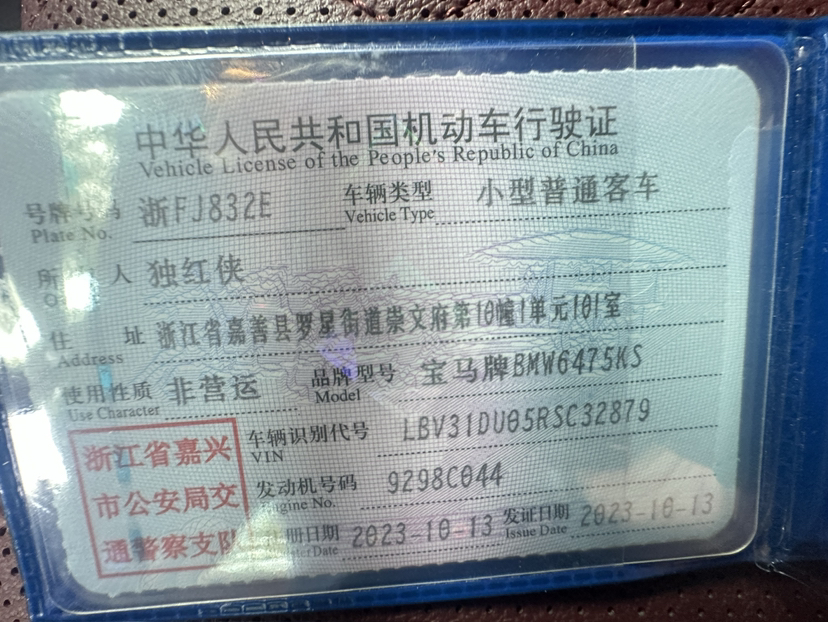 中华人民共和国机动车行驶证
Vehicle License of the People's Republic of China
号牌号码 浙FJ832E 车辆类型 小型普通客车
Plate No. Vehicle Type
所 人 独红侠
住 址 浙江省嘉善县罗星街道崇文府第10幢1单元101室
Address
使用性质 非营运 品牌型号 宝马牌BMW6475KS
Use Character Model
浙江省嘉兴
市公安局交
通警察支队
车辆识别代号 LBV31DU05RSC32879
VIN
发动机号码 9298C044
Engine No.
注册日期 2023-10-13 发证日期 2023-10-13
Date Issue Date